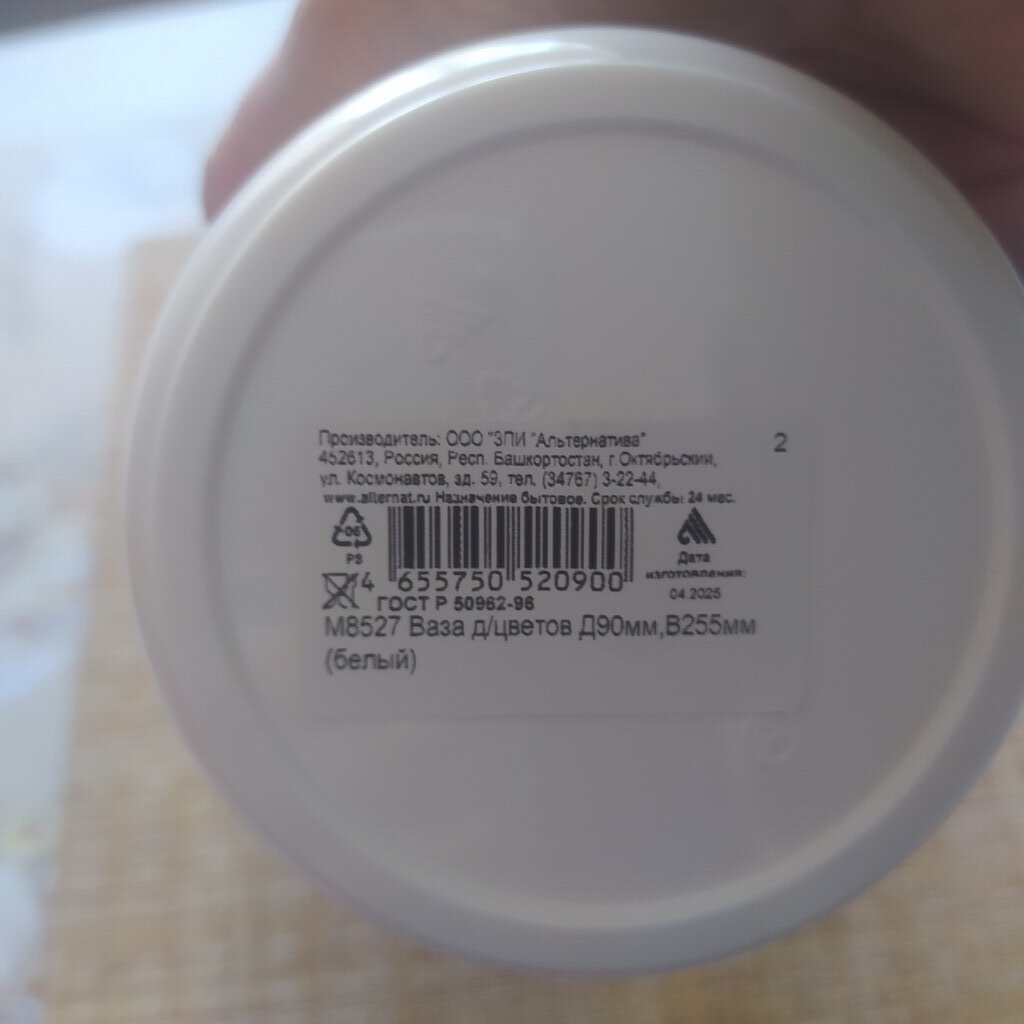 Производитель: ООО "ЗПИ "Альтернатива"
2
452613, Россия, Респ. Башкортостан, г.Октябрьский,
ул. Космонавтов, зд. 59, тел. (34767) 3-22-44,
www.alternat.ru Назначение бытовое. Срок службы: 24 мес.
06
PS
Дата
изготовления:
04.2025
4 655750 520900
ГОСТ Р 50962-96
М8527 Ваза д/цветов Д90мм,В255мм
(белый)